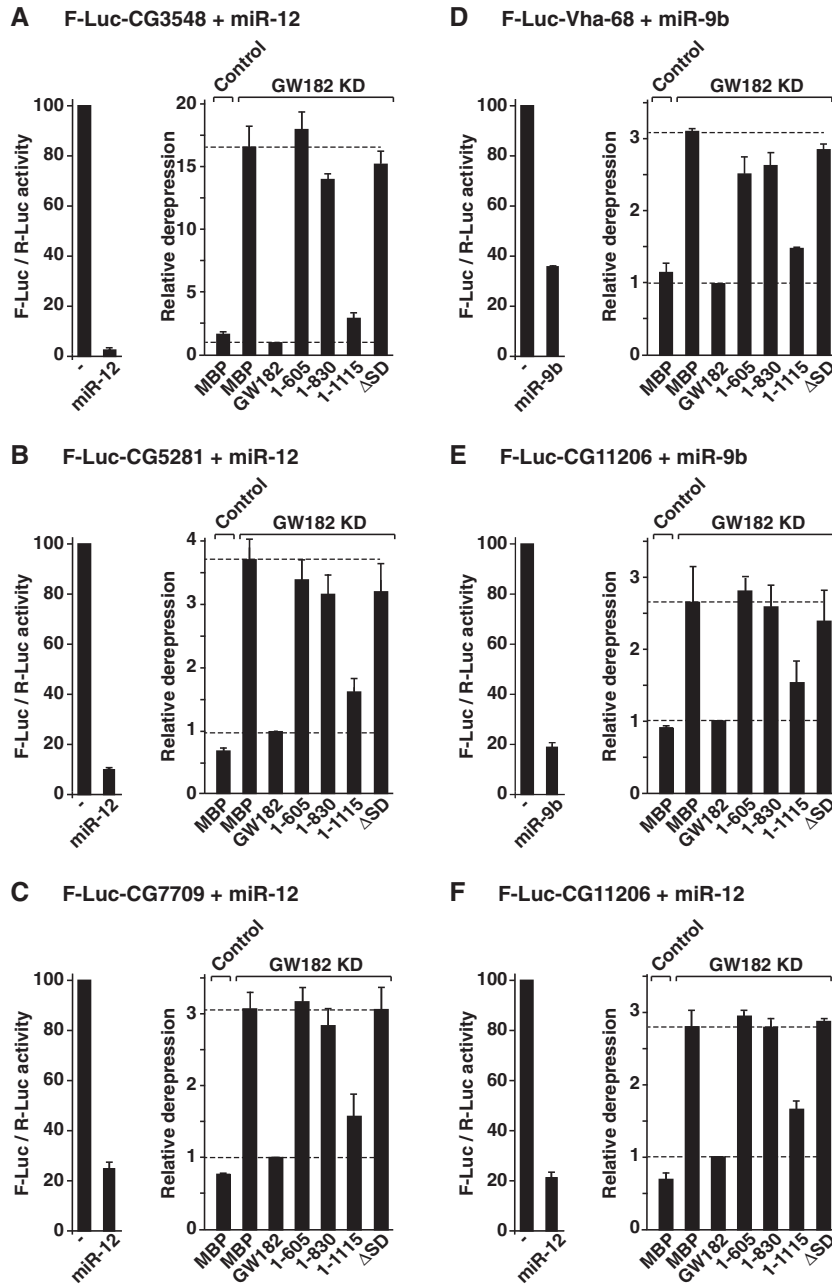 A F-Luc-CG3548 + miR-12
F-Luc / R-Luc activity
100
80
60
40
20
0
-
miR-12
Relative derepression
Control
GW182 KD
20
15
10
5
1
0
MBP
MBP
GW182
1-605
1-830
1-1115
ΔSD
B F-Luc-CG5281 + miR-12
F-Luc / R-Luc activity
100
80
60
40
20
0
-
miR-12
Relative derepression
Control
GW182 KD
4
3
2
1
0
MBP
MBP
GW182
1-605
1-830
1-1115
ΔSD
C F-Luc-CG7709 + miR-12
F-Luc / R-Luc activity
100
80
60
40
20
0
-
miR-12
Relative derepression
Control
GW182 KD
3
2
1
0
MBP
MBP
GW182
1-605
1-830
1-1115
ΔSD
D F-Luc-Vha-68 + miR-9b
F-Luc / R-Luc activity
100
80
60
40
20
0
-
miR-9b
Relative derepression
Control
GW182 KD
3
2
1
0
MBP
MBP
GW182
1-605
1-830
1-1115
ΔSD
E F-Luc-CG11206 + miR-9b
F-Luc / R-Luc activity
100
80
60
40
20
0
-
miR-9b
Relative derepression
Control
GW182 KD
3
2
1
0
MBP
MBP
GW182
1-605
1-830
1-1115
ΔSD
F F-Luc-CG11206 + miR-12
F-Luc / R-Luc activity
100
80
60
40
20
0
-
miR-12
Relative derepression
Control
GW182 KD
3
2
1
0
MBP
MBP
GW182
1-605
1-830
1-1115
ΔSD